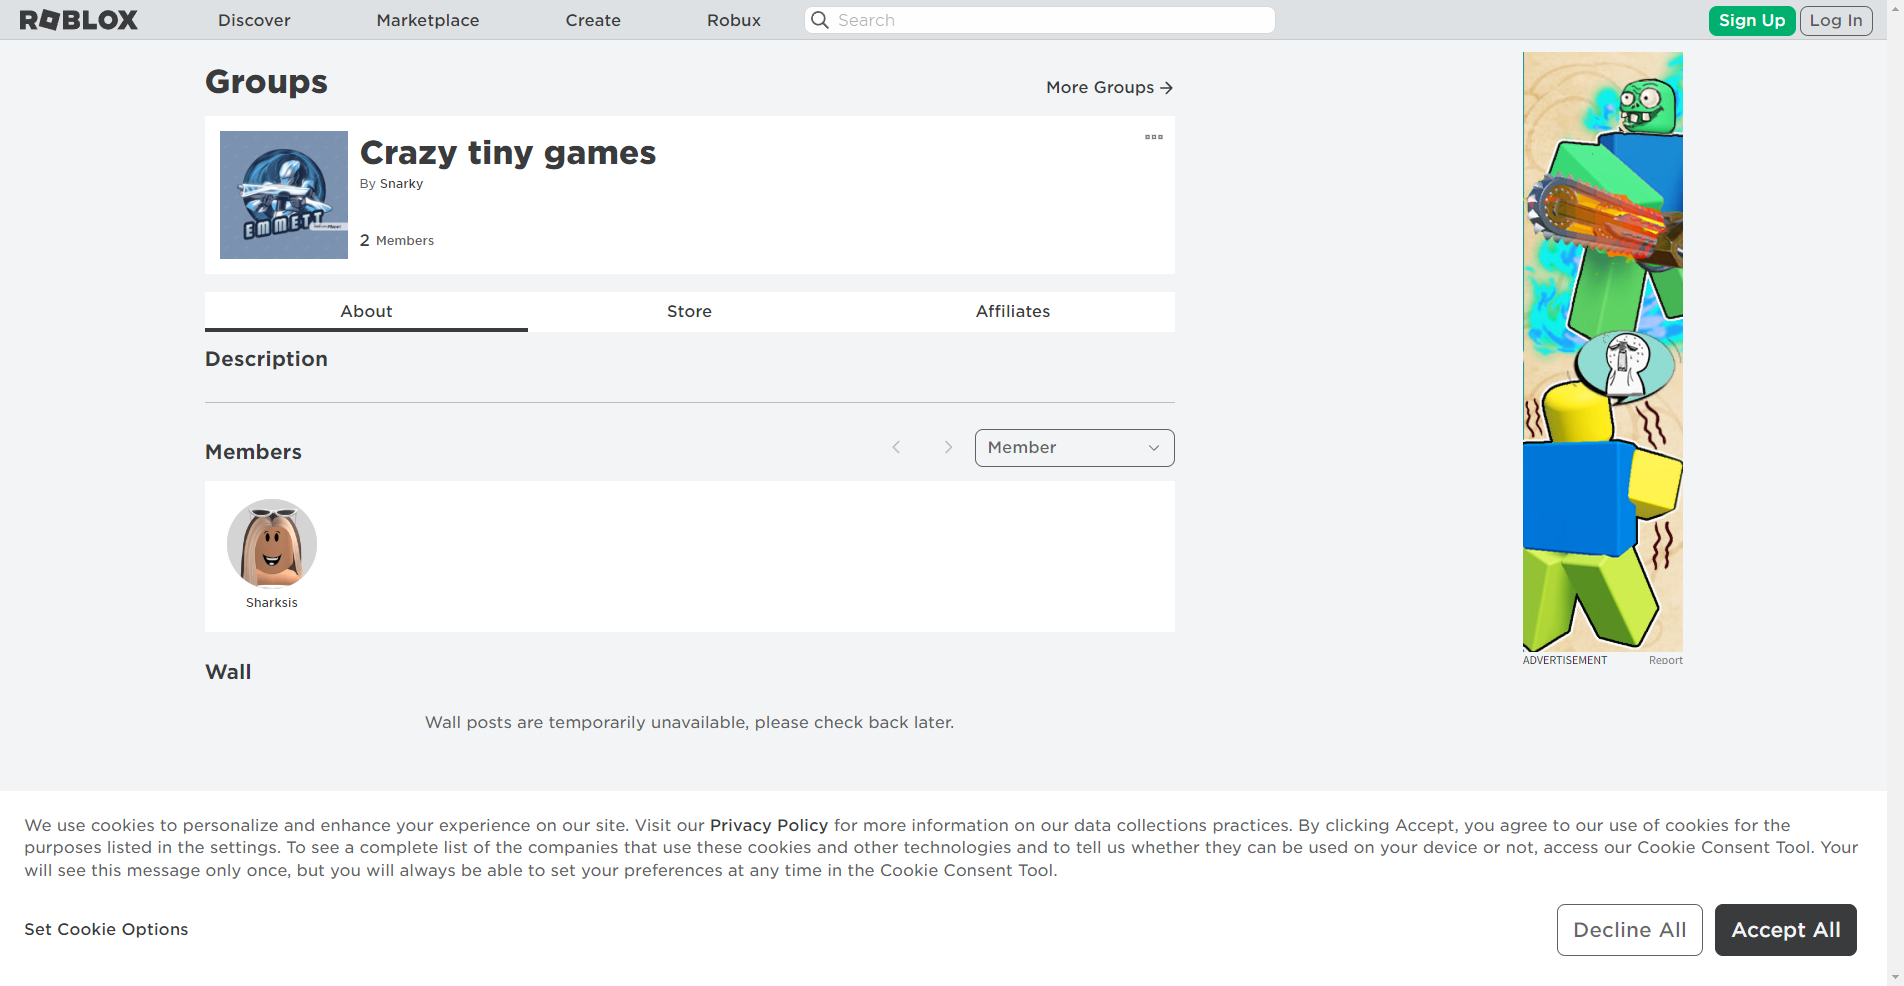 ROBLOX
Discover
Marketplace
Create
Robux
Search
Sign Up
Log In
Groups
More Groups
EMMETT
Crazy tiny games
By Snarky
2 Members
About
Store
Affiliates
Description
Members
Member
Sharksis
ADVERTISEMENT
Report
Wall
Wall posts are temporarily unavailable, please check back later.
We use cookies to personalize and enhance your experience on our site. Visit our Privacy Policy for more information on our data collections practices. By clicking Accept, you agree to our use of cookies for the
purposes listed in the settings. To see a complete list of the companies that use these cookies and other technologies and to tell us whether they can be used on your device or not, access our Cookie Consent Tool. Your
will see this message only once, but you will always be able to set your preferences at any time in the Cookie Consent Tool.
Set Cookie Options
Decline All
Accept All